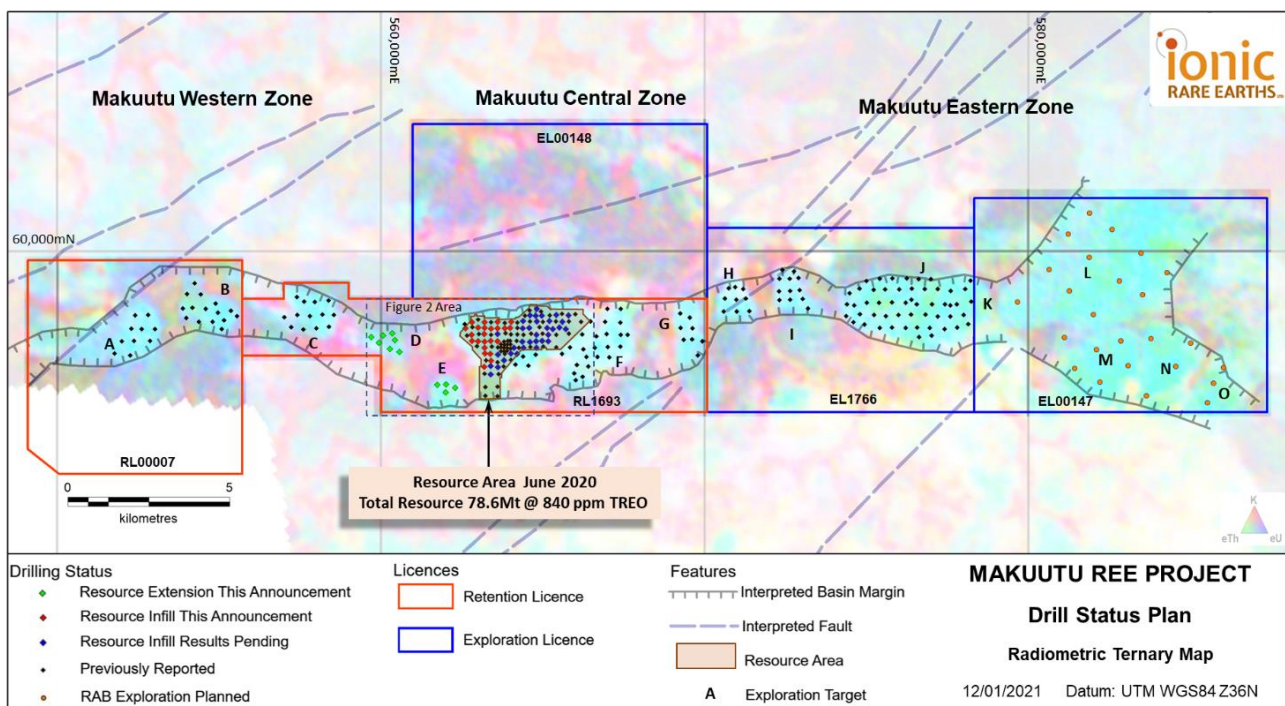 560,000mE
580,000mE
ionic
RARE EARTHS
Makuutu Western Zone
Makuutu Central Zone
Makuutu Eastern Zone
EL00148
60,000mN
Figure 2 Area
A
B
C
D
E
F
G
H
I
J
K
L
M
N
O
RL00007
RL1693
EL1766
EL00147
Resource Area June 2020
Total Resource 78.6Mt @ 840 ppm TREO
0 5
kilometres
K
eTh eU
Drilling Status
Resource Extension This Announcement
Resource Infill This Announcement
Resource Infill Results Pending
Previously Reported
RAB Exploration Planned
Licences
Retention Licence
Exploration Licence
Features
Interpreted Basin Margin
Interpreted Fault
Resource Area
A Exploration Target
MAKUUTU REE PROJECT
Drill Status Plan
Radiometric Ternary Map
12/01/2021 Datum: UTM WGS84 Z36N